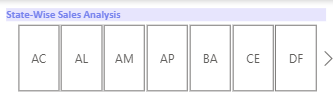 State-Wise Sales Analysis
AC AL AM AP BA CE DF